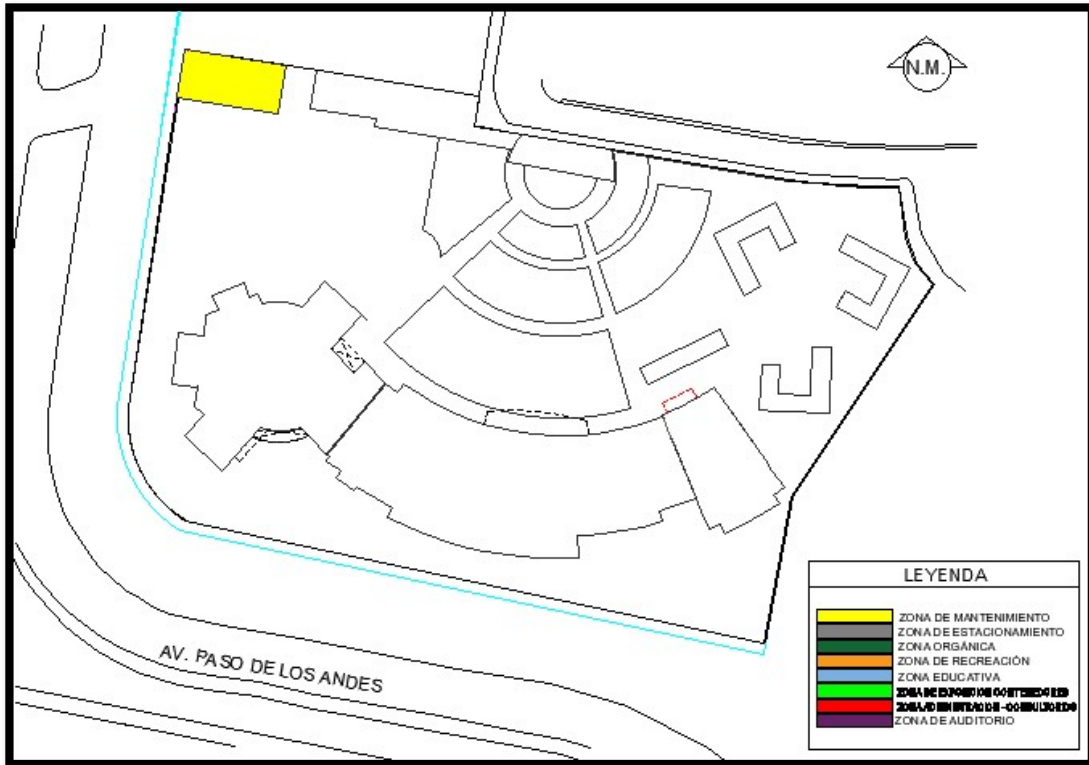 N.M.
AV. PASO DE LOS ANDES
LEYENDA
ZONA DE MANTENIMIENTO
ZONA DE ESTACIONAMIENTO
ZONA ORGÁNICA
ZONA DE RECREACIÓN
ZONA EDUCATIVA
ZONA DE AUDITORIO